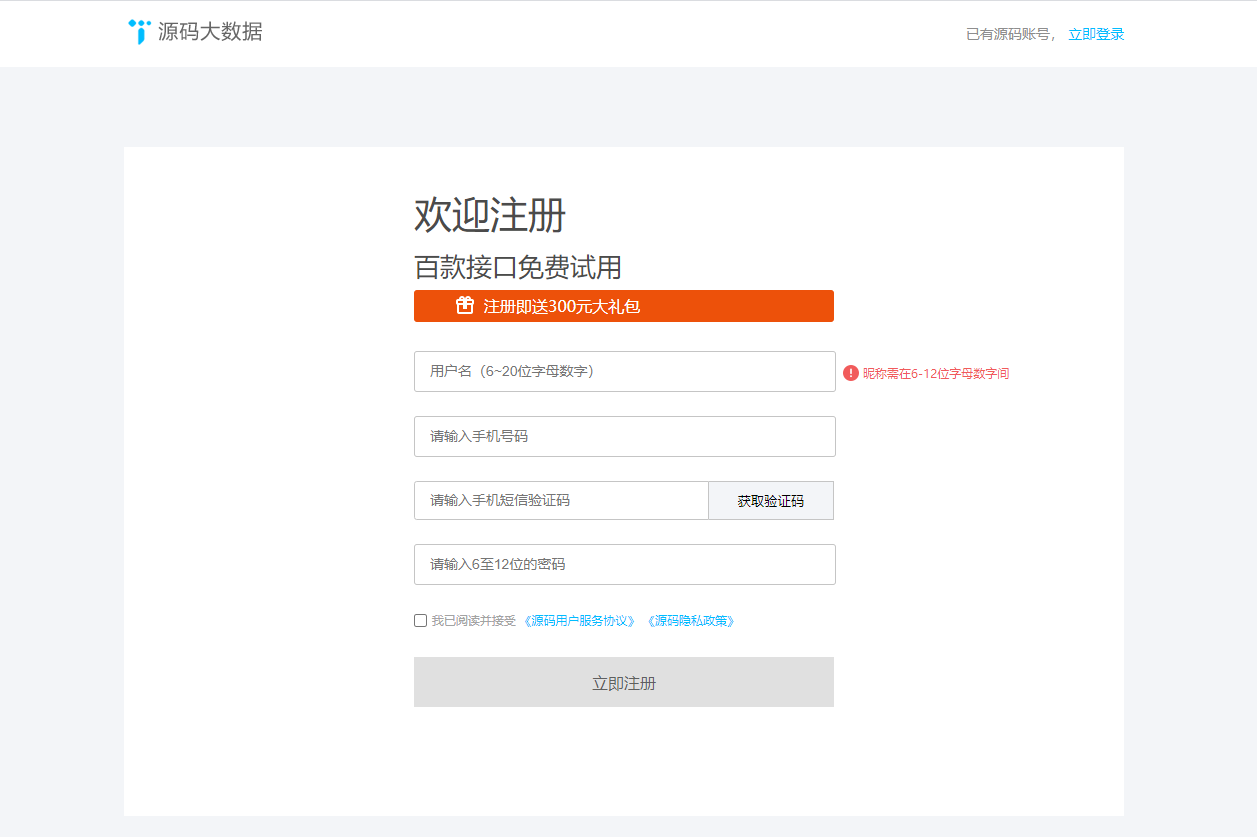 源码大数据
已有源码账号， 立即登录
欢迎注册
百款接口免费试用
注册即送300元大礼包
用户名（6~20位字母数字）
昵称需在6-12位字母数字间
请输入手机号码
请输入手机短信验证码 获取验证码
请输入6至12位的密码
我已阅读并接受 《源码用户服务协议》 《源码隐私政策》
立即注册